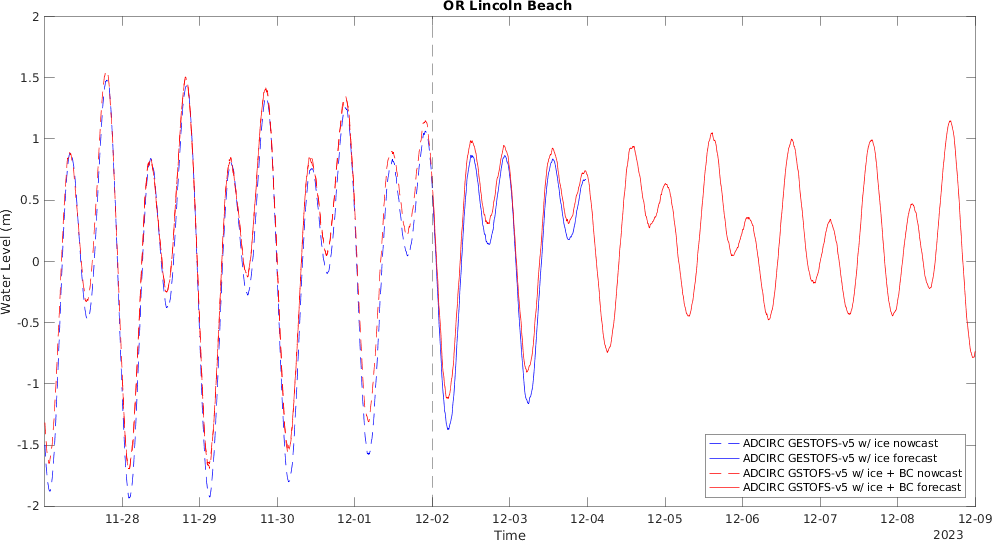 OR Lincoln Beach
2
1.5
1
0.5
0
-0.5
-1
-1.5
-2
Water Level (m)
ADCIRC GESTOFS-v5 w/ ice nowcast
ADCIRC GESTOFS-v5 w/ ice forecast
ADCIRC GSTOFS-v5 w/ ice + BC nowcast
ADCIRC GSTOFS-v5 w/ ice + BC forecast
11-28 11-29 11-30 12-01 12-02 12-03 12-04 12-05 12-06 12-07 12-08 12-09
Time
2023